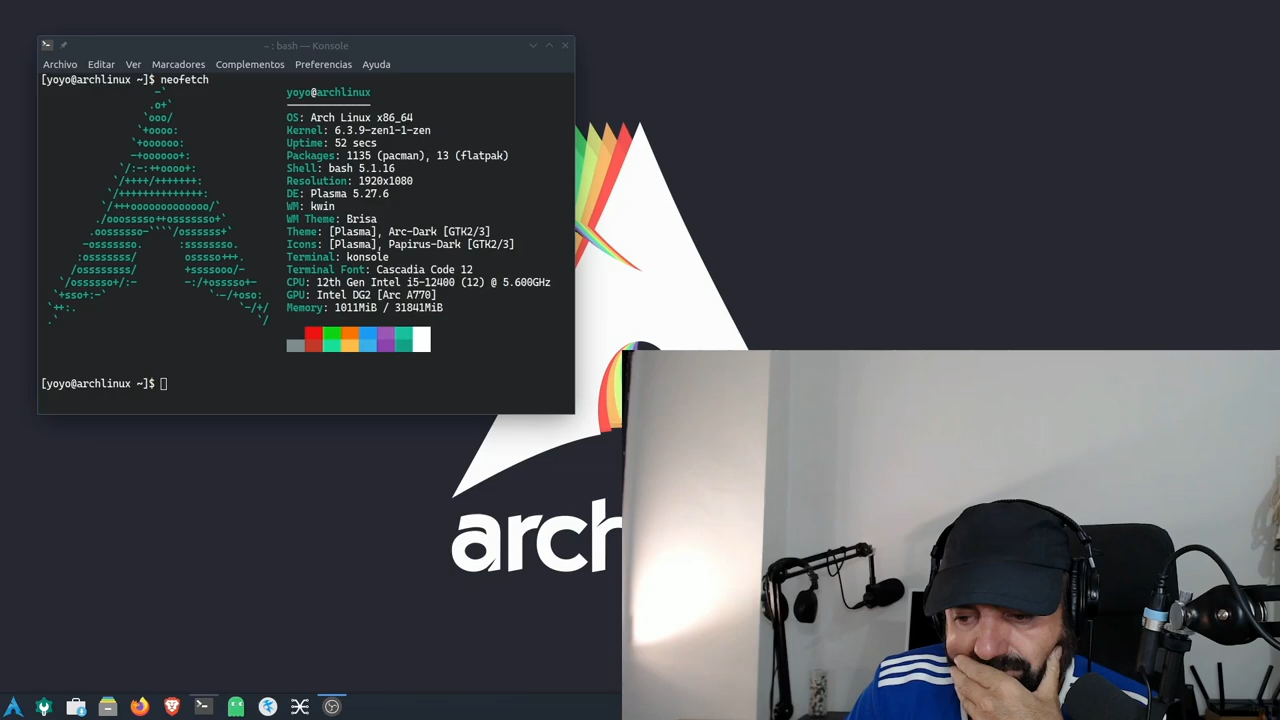 ~ : bash — Konsole
Archivo Editar Ver Marcadores Complementos Preferencias Ayuda
[yoyo@archlinux ~]$ neofetch
yoyo@archlinux
OS: Arch Linux x86_64
Kernel: 6.3.9-zen1-1-zen
Uptime: 52 secs
Packages: 1135 (pacman), 13 (flatpak)
Shell: bash 5.1.16
Resolution: 1920x1080
DE: Plasma 5.27.6
WM: kwin
WM Theme: Brisa
Theme: [Plasma], Arc-Dark [GTK2/3]
Icons: [Plasma], Papirus-Dark [GTK2/3]
Terminal: konsole
Terminal Font: Cascadia Code 12
CPU: 12th Gen Intel i5-12400 (12) @ 5.600GHz
GPU: Intel DG2 [Arc A770]
Memory: 1011MiB / 31841MiB
[yoyo@archlinux ~]$
arch